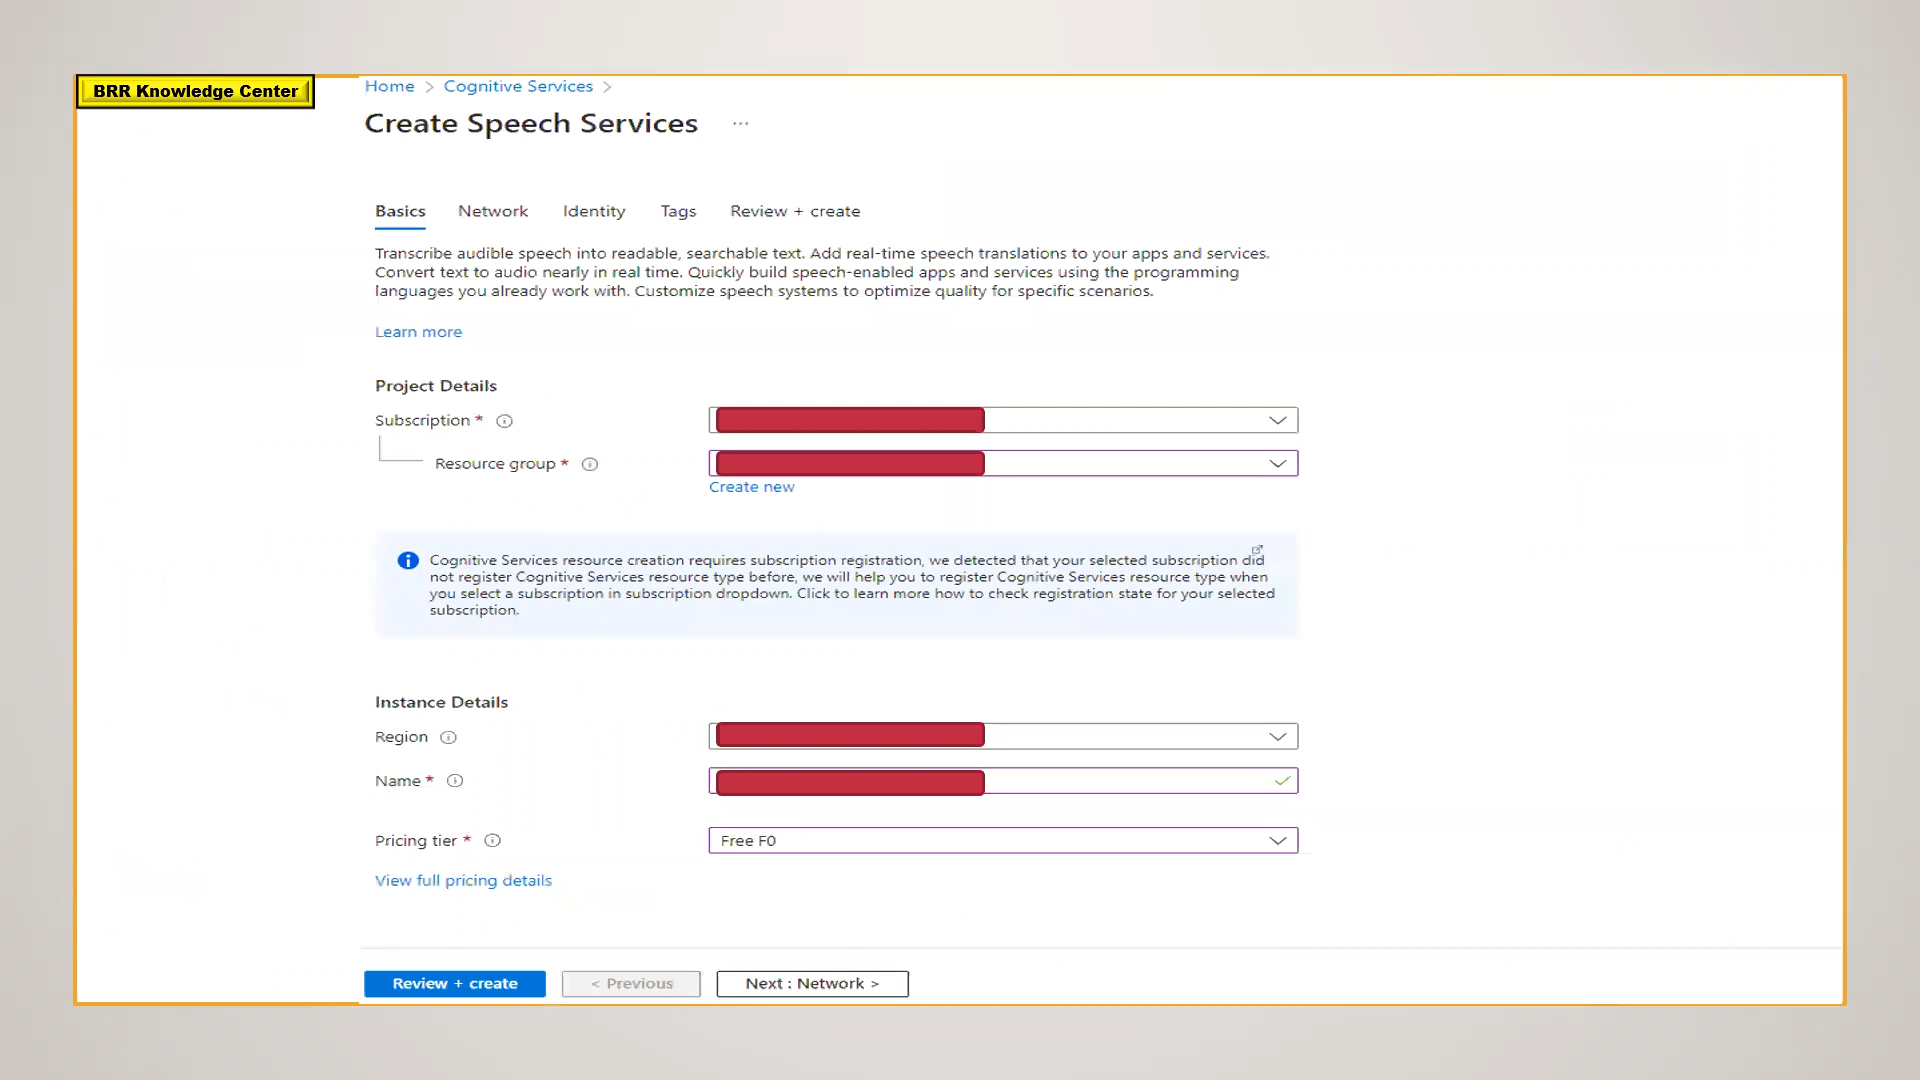 BRR Knowledge Center
Home > Cognitive Services >
Create Speech Services ...
Basics Network Identity Tags Review + create
Transcribe audible speech into readable, searchable text. Add real-time speech translations to your apps and services.
Convert text to audio nearly in real time. Quickly build speech-enabled apps and services using the programming
languages you already work with. Customize speech systems to optimize quality for specific scenarios.
Learn more
Project Details
Subscription *
Resource group *
Create new
Cognitive Services resource creation requires subscription registration, we detected that your selected subscription did
not register Cognitive Services resource type before, we will help you to register Cognitive Services resource type when
you select a subscription in subscription dropdown. Click to learn more how to check registration state for your selected
subscription.
Instance Details
Region
Name *
Pricing tier * Free F0
View full pricing details
Review + create < Previous Next : Network >